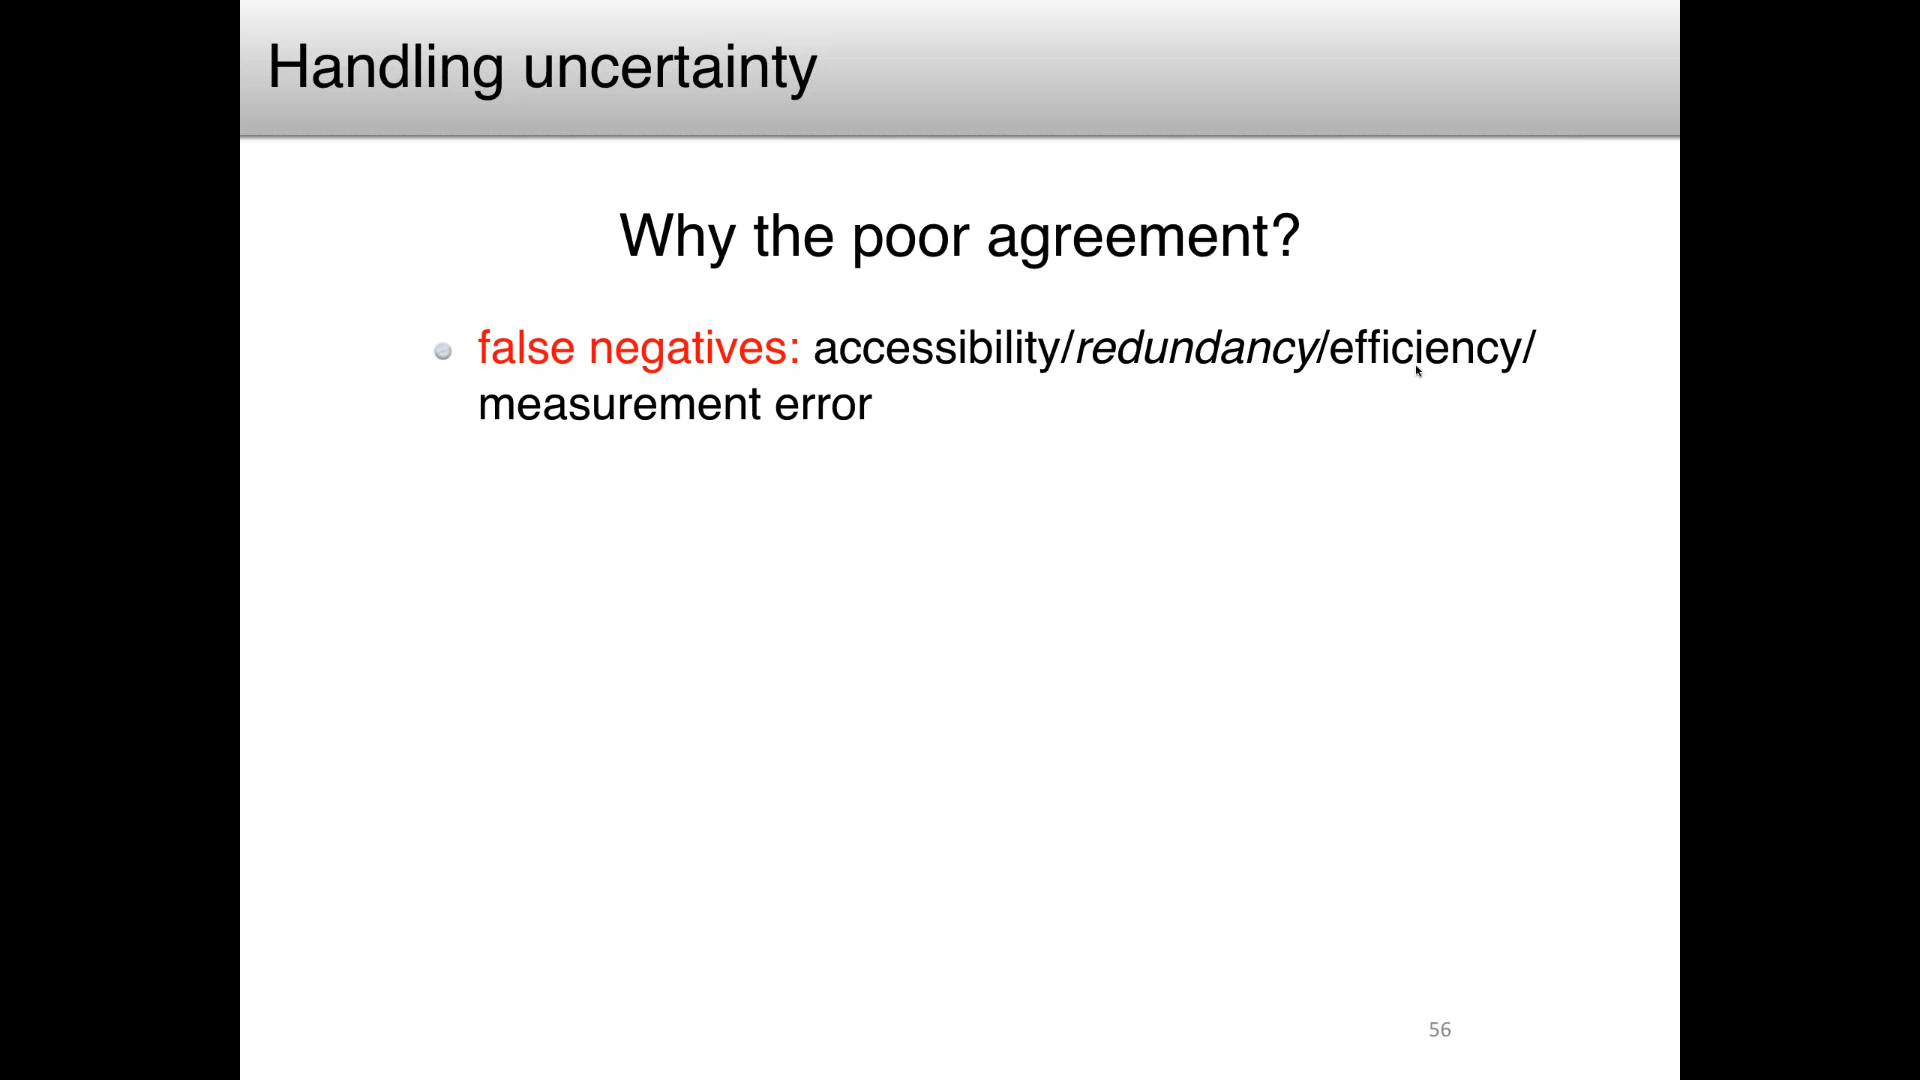 Handling uncertainty
Why the poor agreement?
false negatives: accessibility/redundancy/efficiency/
measurement error
56